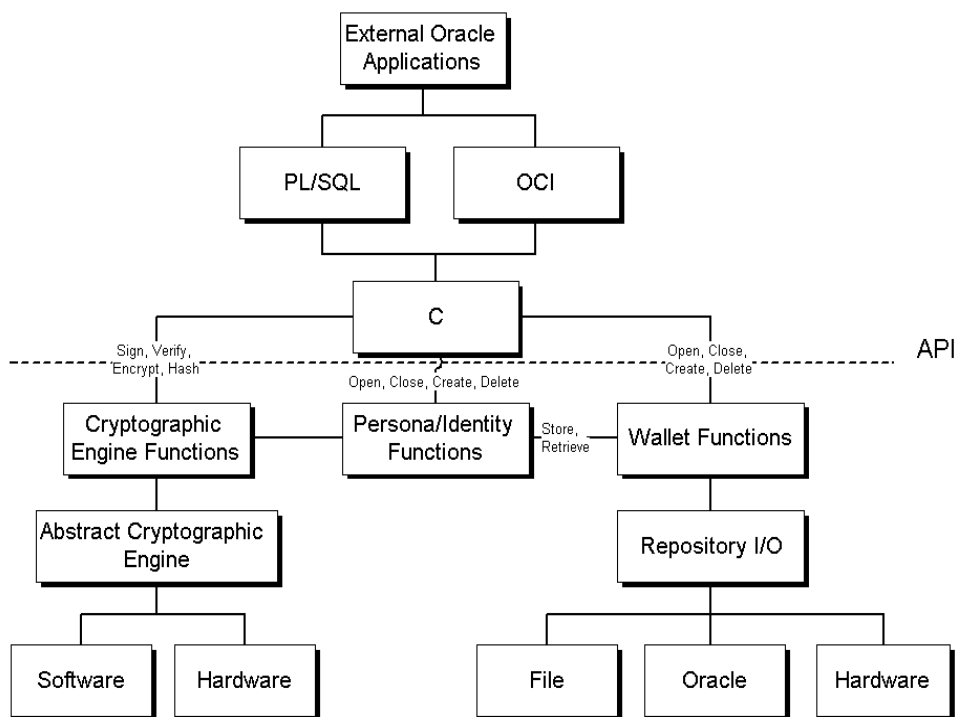 External Oracle
Applications
PL/SQL
OCI
C
API
Sign, Verify,
Encrypt, Hash
Open, Close, Create, Delete
Open, Close,
Create, Delete
Cryptographic
Engine Functions
Persona/Identity
Functions
Store,
Retrieve
Wallet Functions
Abstract Cryptographic
Engine
Repository I/O
Software
Hardware
File
Oracle
Hardware